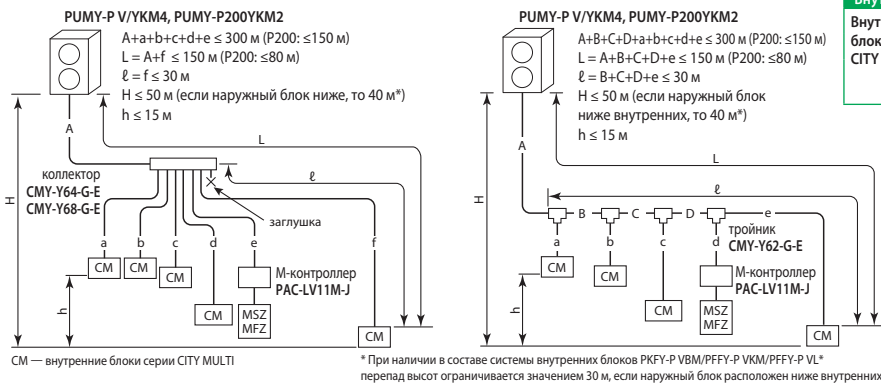 PUMY-P V/YKM4, PUMY-P200YKM2
A+a+b+c+d+e ≤ 300 м (P200: ≤150 м)
L = A+f ≤ 150 м (P200: ≤80 м)
ℓ = f ≤ 30 м
H ≤ 50 м (если наружный блок ниже, то 40 м*)
h ≤ 15 м
A
L
H
коллектор
CMY-Y64-G-E
CMY-Y68-G-E
ℓ
заглушка
a
b
c
d
e
f
CM
CM
CM
М-контроллер
PAC-LV11M-J
h
CM
MSZ
MFZ
CM
CM — внутренние блоки серии CITY MULTI
PUMY-P V/YKM4, PUMY-P200YKM2
A+B+C+D+a+b+c+d+e ≤ 300 м (P200: ≤150 м)
L = A+B+C+D+e ≤ 150 м (P200: ≤80 м)
ℓ = B+C+D+e ≤ 30 м
H ≤ 50 м (если наружный блок
ниже внутренних, то 40 м*)
h ≤ 15 м
A
L
H
ℓ
B
C
D
e
тройник
CMY-Y62-G-E
a
b
c
d
CM
CM
М-контроллер
PAC-LV11M-J
h
CM
MSZ
MFZ
CM
* При наличии в составе системы внутренних блоков PKFY-P VBM/PFFY-P VKM/PFFY-P VL*
перепад высот ограничивается значением 30 м, если наружный блок расположен ниже внутренних
Внут
блок
CITY